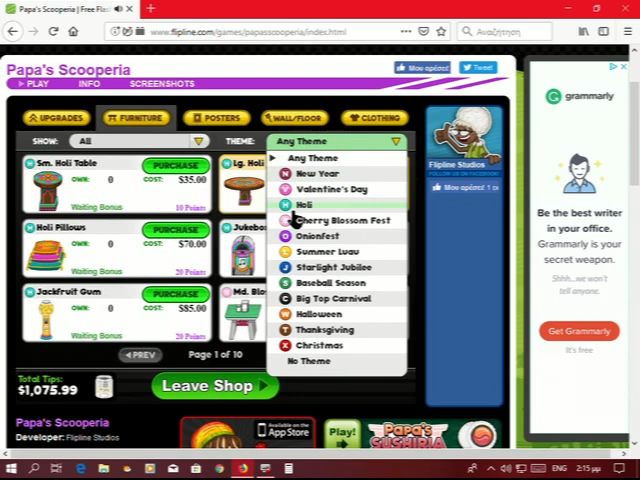 Papa's Scooperia | Free Flas
www.flipline.com/games/papasscooperia/index.html
Αναζήτηση
Papa's Scooperia
Μου αρέσει!
Tweet
PLAY INFO SCREENSHOTS
UPGRADES FURNITURE POSTERS WALL/FLOOR CLOTHING
SHOW: All THEME: Any Theme
Sm. Holi Table
PURCHASE
OWN: 0 COST: $35.00
Waiting Bonus 10 Points
Lg. Holi
Holi Pillows
PURCHASE
OWN: 0 COST: $70.00
Waiting Bonus 20 Points
Jukebo
Jackfruit Gum
PURCHASE
OWN: 0 COST: $85.00
Waiting Bonus 20 Points
Md. Blo
Any Theme
New Year
Valentine's Day
Holi
Cherry Blossom Fest
Onionfest
Summer Luau
Starlight Jubilee
Baseball Season
Big Top Carnival
Halloween
Thanksgiving
Christmas
No Theme
PREV Page 1 of 10
Total Tips:
$1,075.99
Leave Shop
Flipline Studios
FOLLOW US ON FACEBOOK
Μου αρέσει!
grammarly
Be the best writer
in your office.
Grammarly is your
secret weapon.
Shhh...we won't
tell anyone.
Get Grammarly
It's free
Papa's Scooperia
Developer: Flipline Studios
Available on the
App Store
Play!
PAPA'S
SUSHIRIA
ΕΝG 2:15 μμ